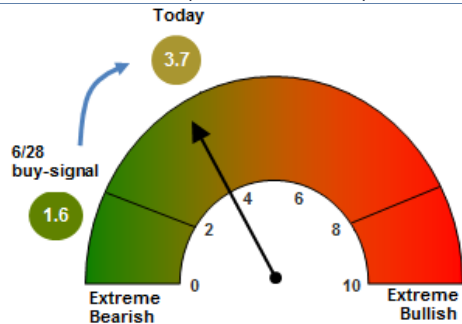 Today
3.7
6/28
buy-signal
1.6
4
6
2
8
0
10
Extreme
Bearish
Extreme
Bullish